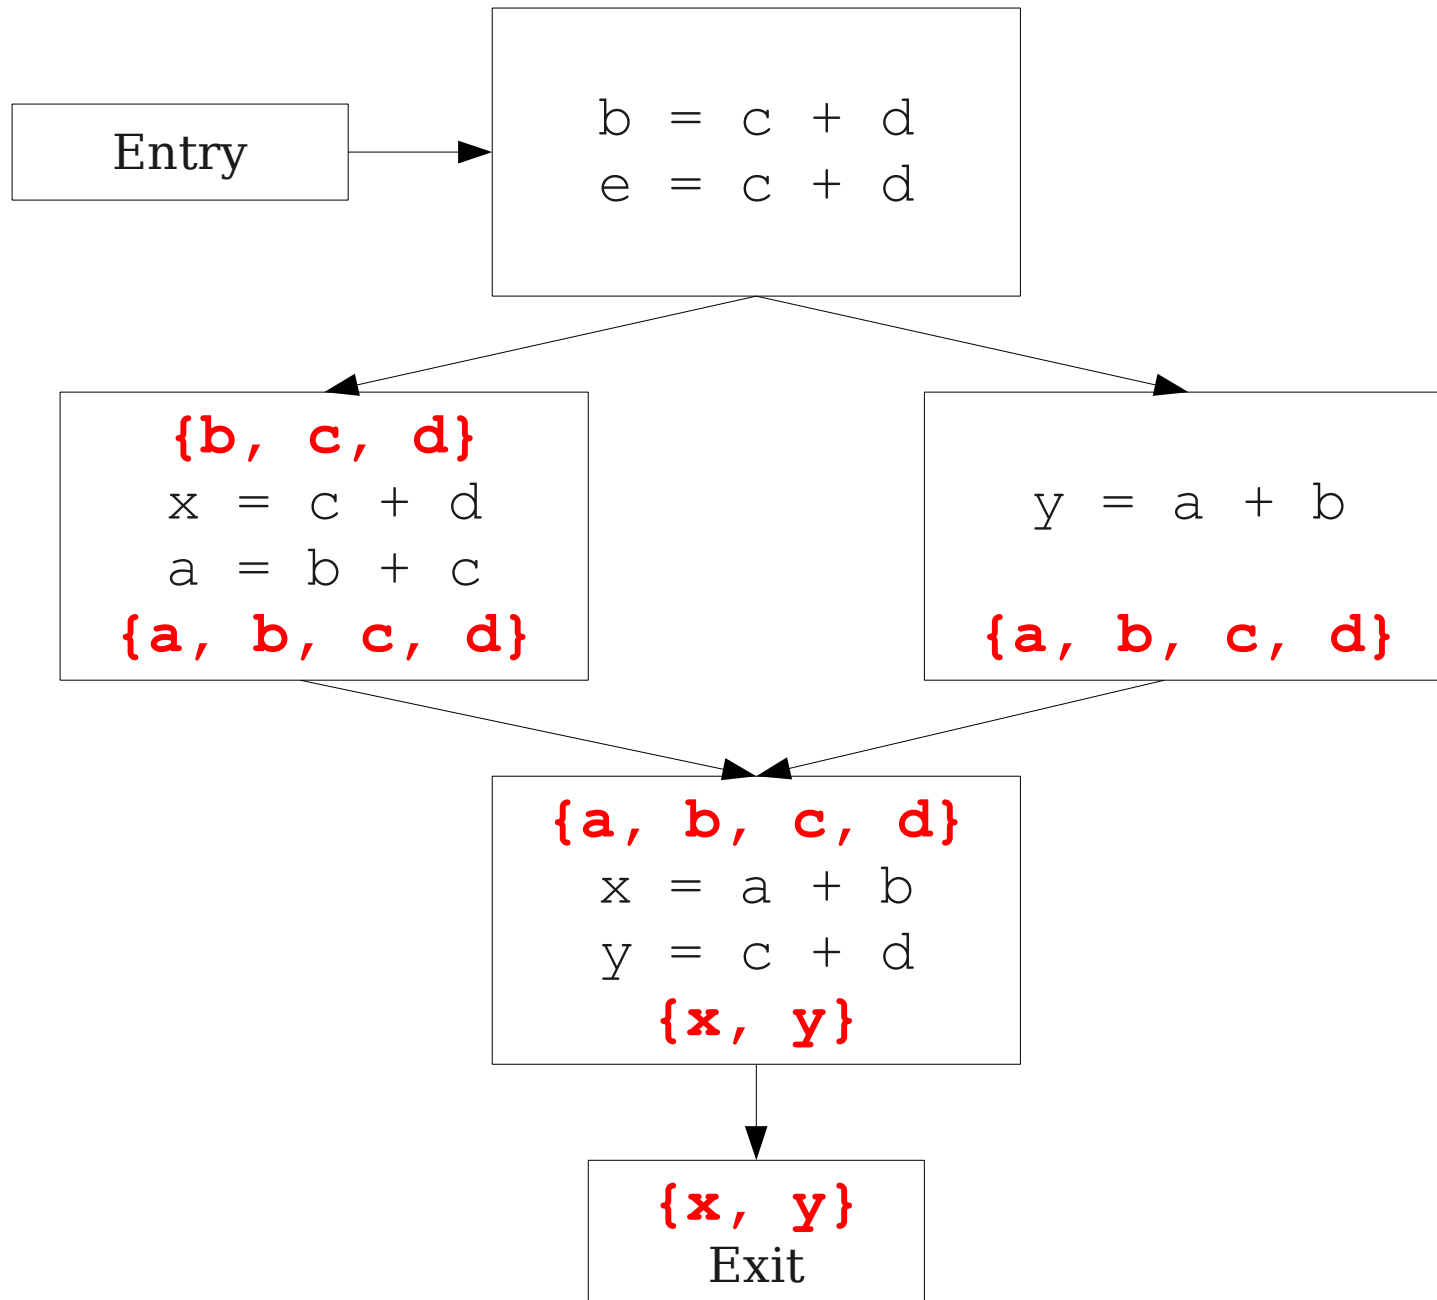 Entry
b = c + d
e = c + d
{b, c, d}
x = c + d
a = b + c
{a, b, c, d}
y = a + b
{a, b, c, d}
{a, b, c, d}
x = a + b
y = c + d
{x, y}
{x, y}
Exit